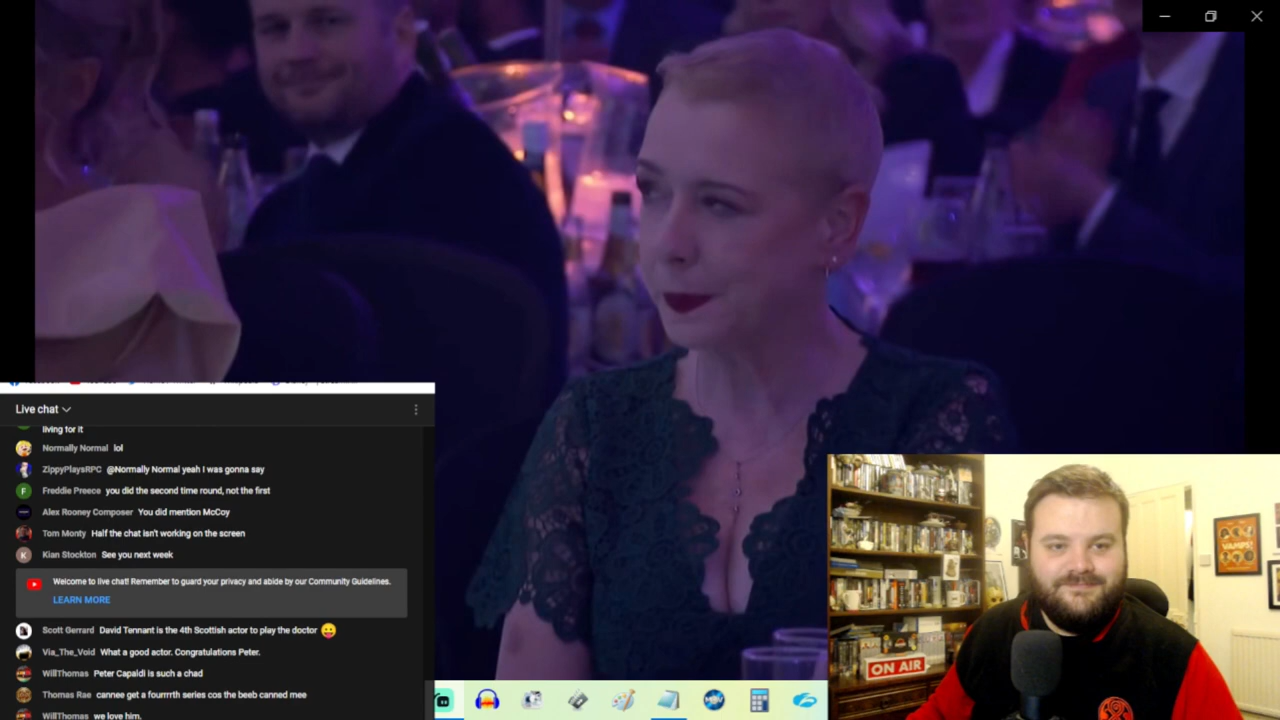 Live chat
living for it
Normally Normal lol
ZippyPlaysRPC @Normally Normal yeah I was gonna say
Freddie Preece you did the second time round, not the first
Alex Rooney Composer You did mention McCoy
Tom Monty Half the chat isn't working on the screen
Kian Stockton See you next week
Welcome to live chat! Remember to guard your privacy and abide by our Community Guidelines.
LEARN MORE
Scott Gerrard David Tennant is the 4th Scottish actor to play the doctor 😛
Via_The_Void What a good actor. Congratulations Peter.
WillThomas Peter Capaldi is such a chad
Thomas Rae cannee get a fourrrrth series cos the beeb canned mee
WillThomas we love him.
F
K
VAMPS!
ON AIR